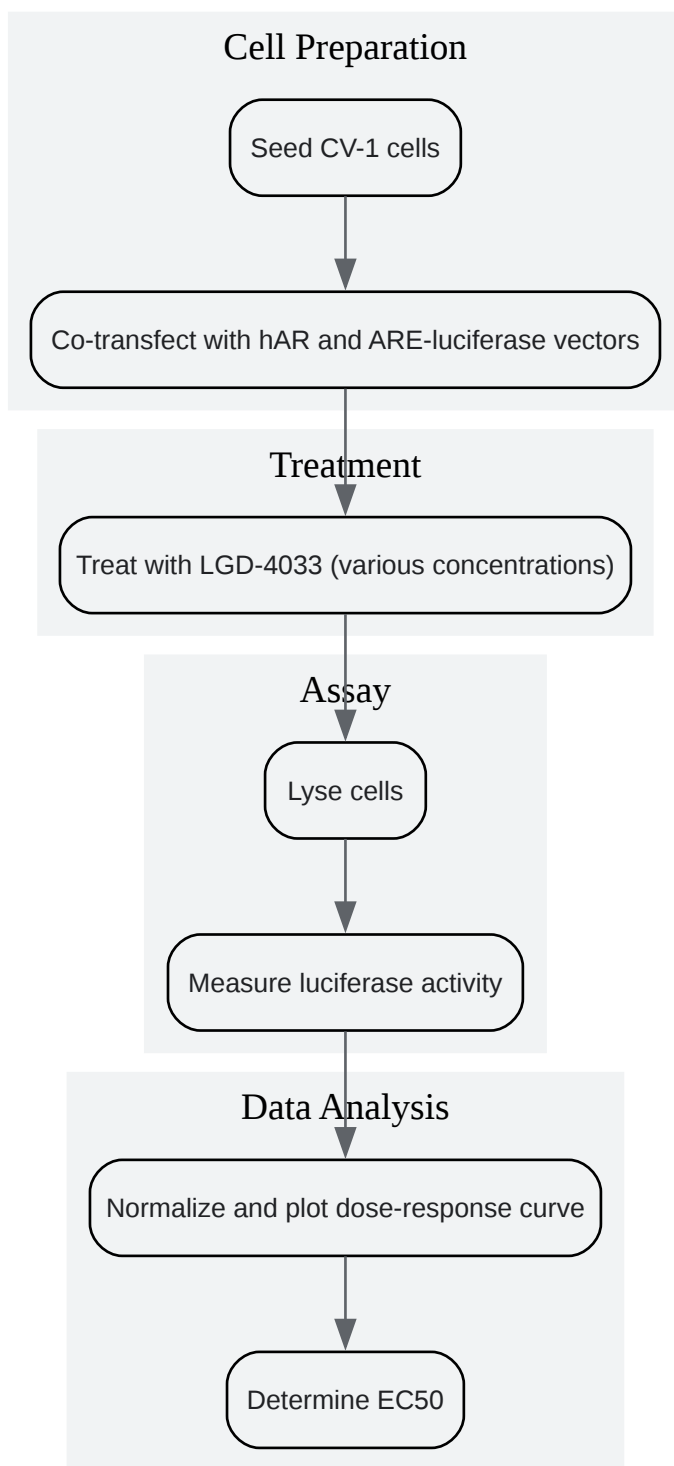 Cell Preparation
Seed CV-1 cells
Co-transfect with hAR and ARE-luciferase vectors
Treatment
Treat with LGD-4033 (various concentrations)
Assay
Lyse cells
Measure luciferase activity
Data Analysis
Normalize and plot dose-response curve
Determine EC50